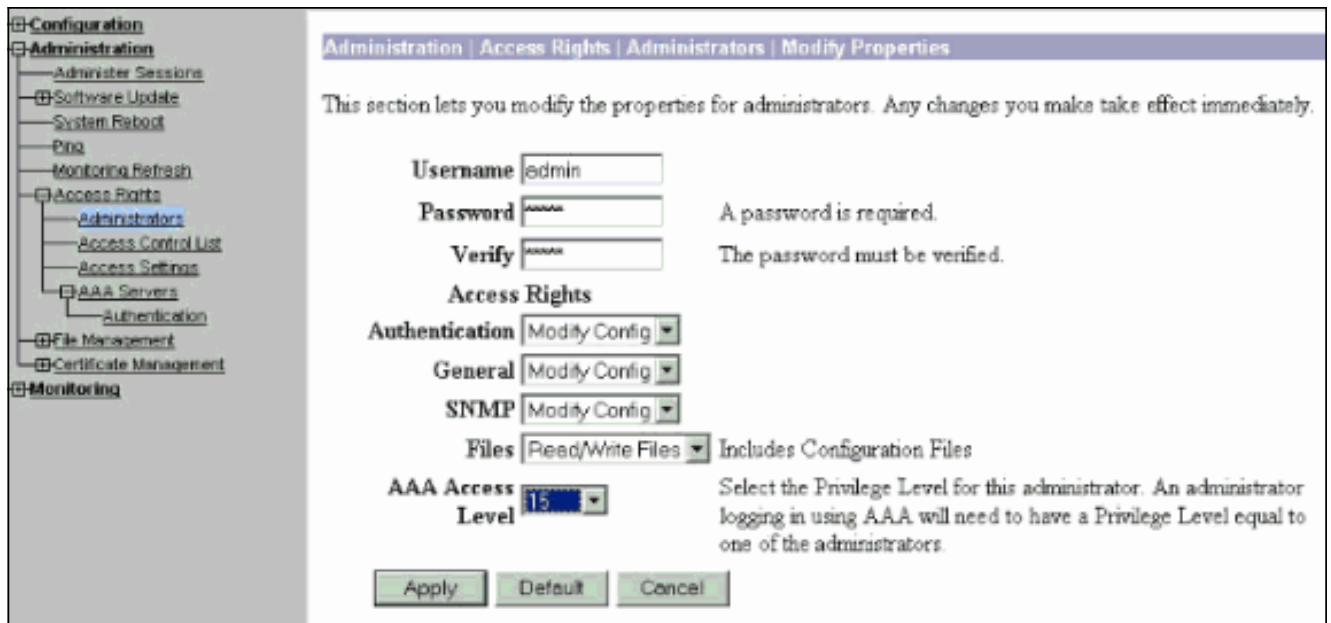 Configuration
Administration
Administer Sessions
Software Update
System Reboot
Ping
Monitoring Refresh
Access Rights
Administrators
Access Control List
Access Settings
AAA Servers
Authentication
File Management
Certificate Management
Monitoring
Administration | Access Rights | Administrators | Modify Properties
This section lets you modify the properties for administrators. Any changes you make take effect immediately.
Username admin
Password ***** A password is required.
Verify ***** The password must be verified.
Access Rights
Authentication Modify Config
General Modify Config
SNMP Modify Config
Files Read/Write Files Includes Configuration Files
AAA Access Level 15
Select the Privilege Level for this administrator. An administrator
logging in using AAA will need to have a Privilege Level equal to
one of the administrators.
Apply Default Cancel